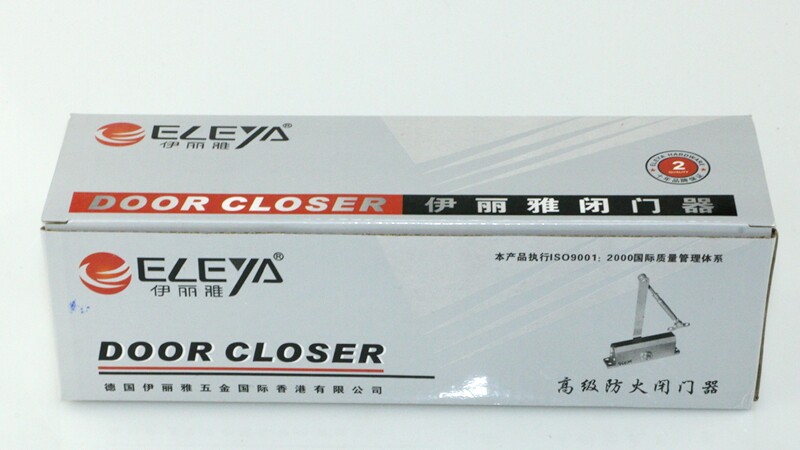 ELEYA®
伊丽雅
ELEYA HARDWARE
2
QUALITY
DOOR CLOSER 伊丽雅闭门器
ELEYA®
伊丽雅
本产品执行ISO9001:2000国际质量管理体系
DOOR CLOSER
德国伊丽雅五金国际香港有限公司
高级防火闭门器